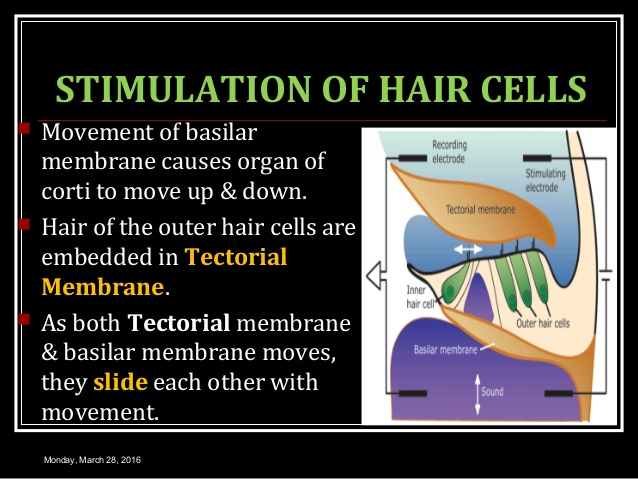 STIMULATION OF HAIR CELLS
Movement of basilar
membrane causes organ of
corti to move up & down.
Hair of the outer hair cells are
embedded in Tectorial
Membrane.
As both Tectorial membrane
& basilar membrane moves,
they slide each other with
movement.
Recording
electrode
Stimulating
electrode
Tectorial membrane
Inner
hair cell
Outer hair cells
Basilar membrane
Sound
Monday, March 28, 2016